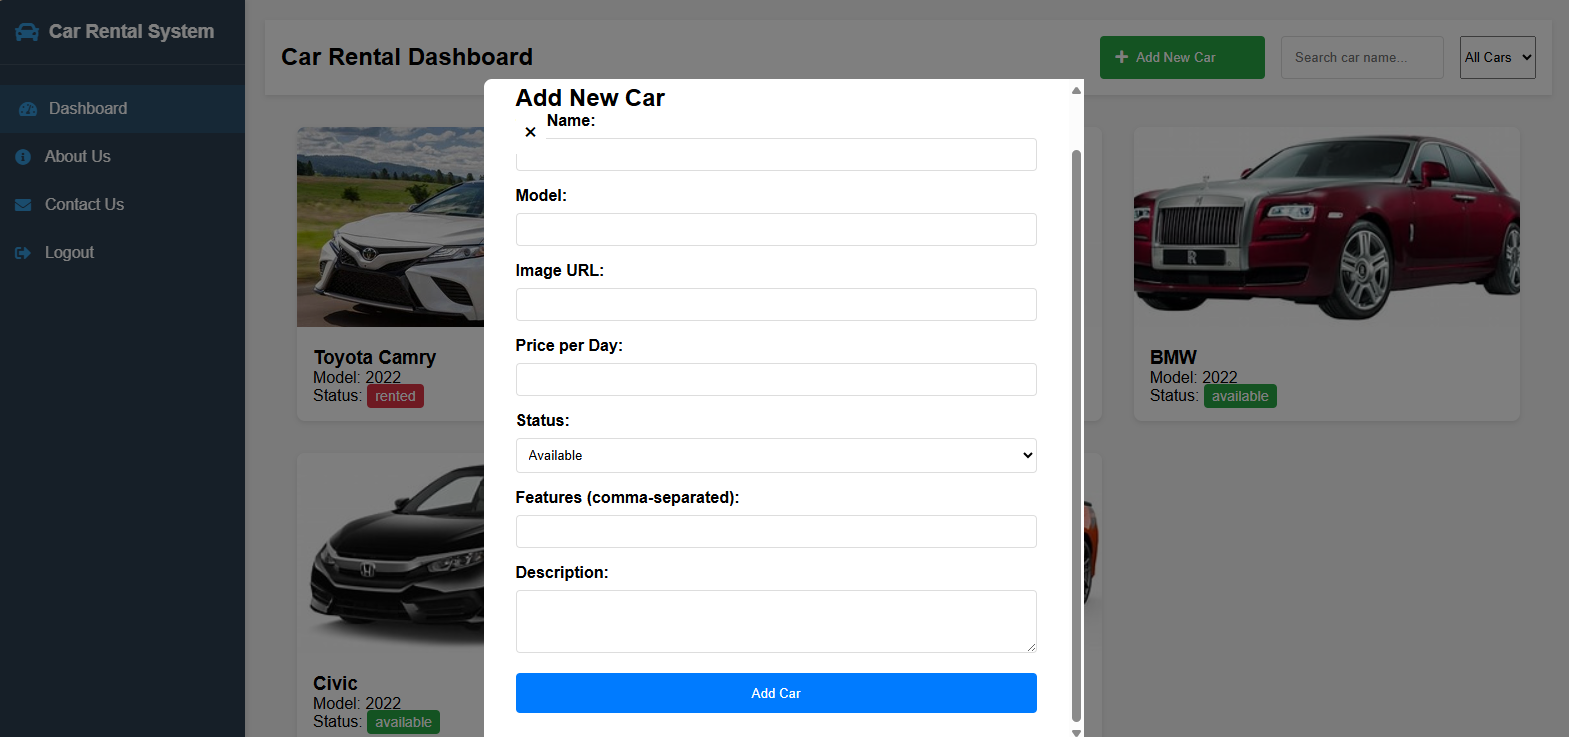 Car Rental System
Dashboard
About Us
Contact Us
Logout
Car Rental Dashboard
Add New Car
Search car name...
All Cars
Add New Car
×
Name:
Model:
Image URL:
Price per Day:
Status:
Available
Features (comma-separated):
Description:
Add Car
Toyota Camry
Model: 2022
Status: rented
BMW
Model: 2022
Status: available
Civic
Model: 2022
Status: available